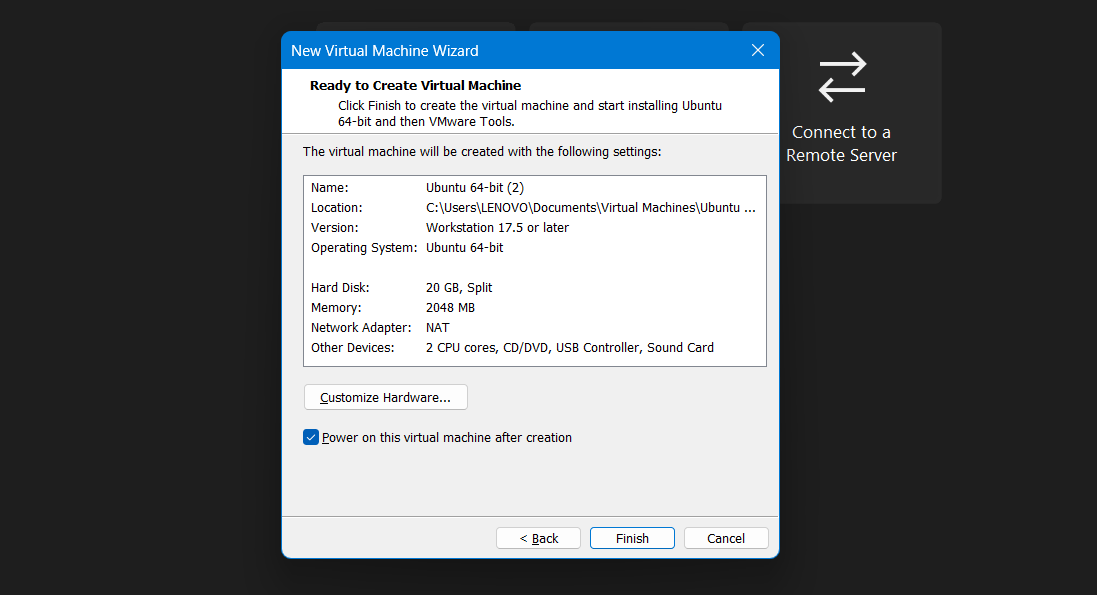 New Virtual Machine Wizard
Ready to Create Virtual Machine
Click Finish to create the virtual machine and start installing Ubuntu
64-bit and then VMware Tools.
The virtual machine will be created with the following settings:
Name: Ubuntu 64-bit (2)
Location: C:\Users\LENOVO\Documents\Virtual Machines\Ubuntu ...
Version: Workstation 17.5 or later
Operating System: Ubuntu 64-bit
Hard Disk: 20 GB, Split
Memory: 2048 MB
Network Adapter: NAT
Other Devices: 2 CPU cores, CD/DVD, USB Controller, Sound Card
Customize Hardware...
Power on this virtual machine after creation
< Back
Finish
Cancel
Connect to a
Remote Server